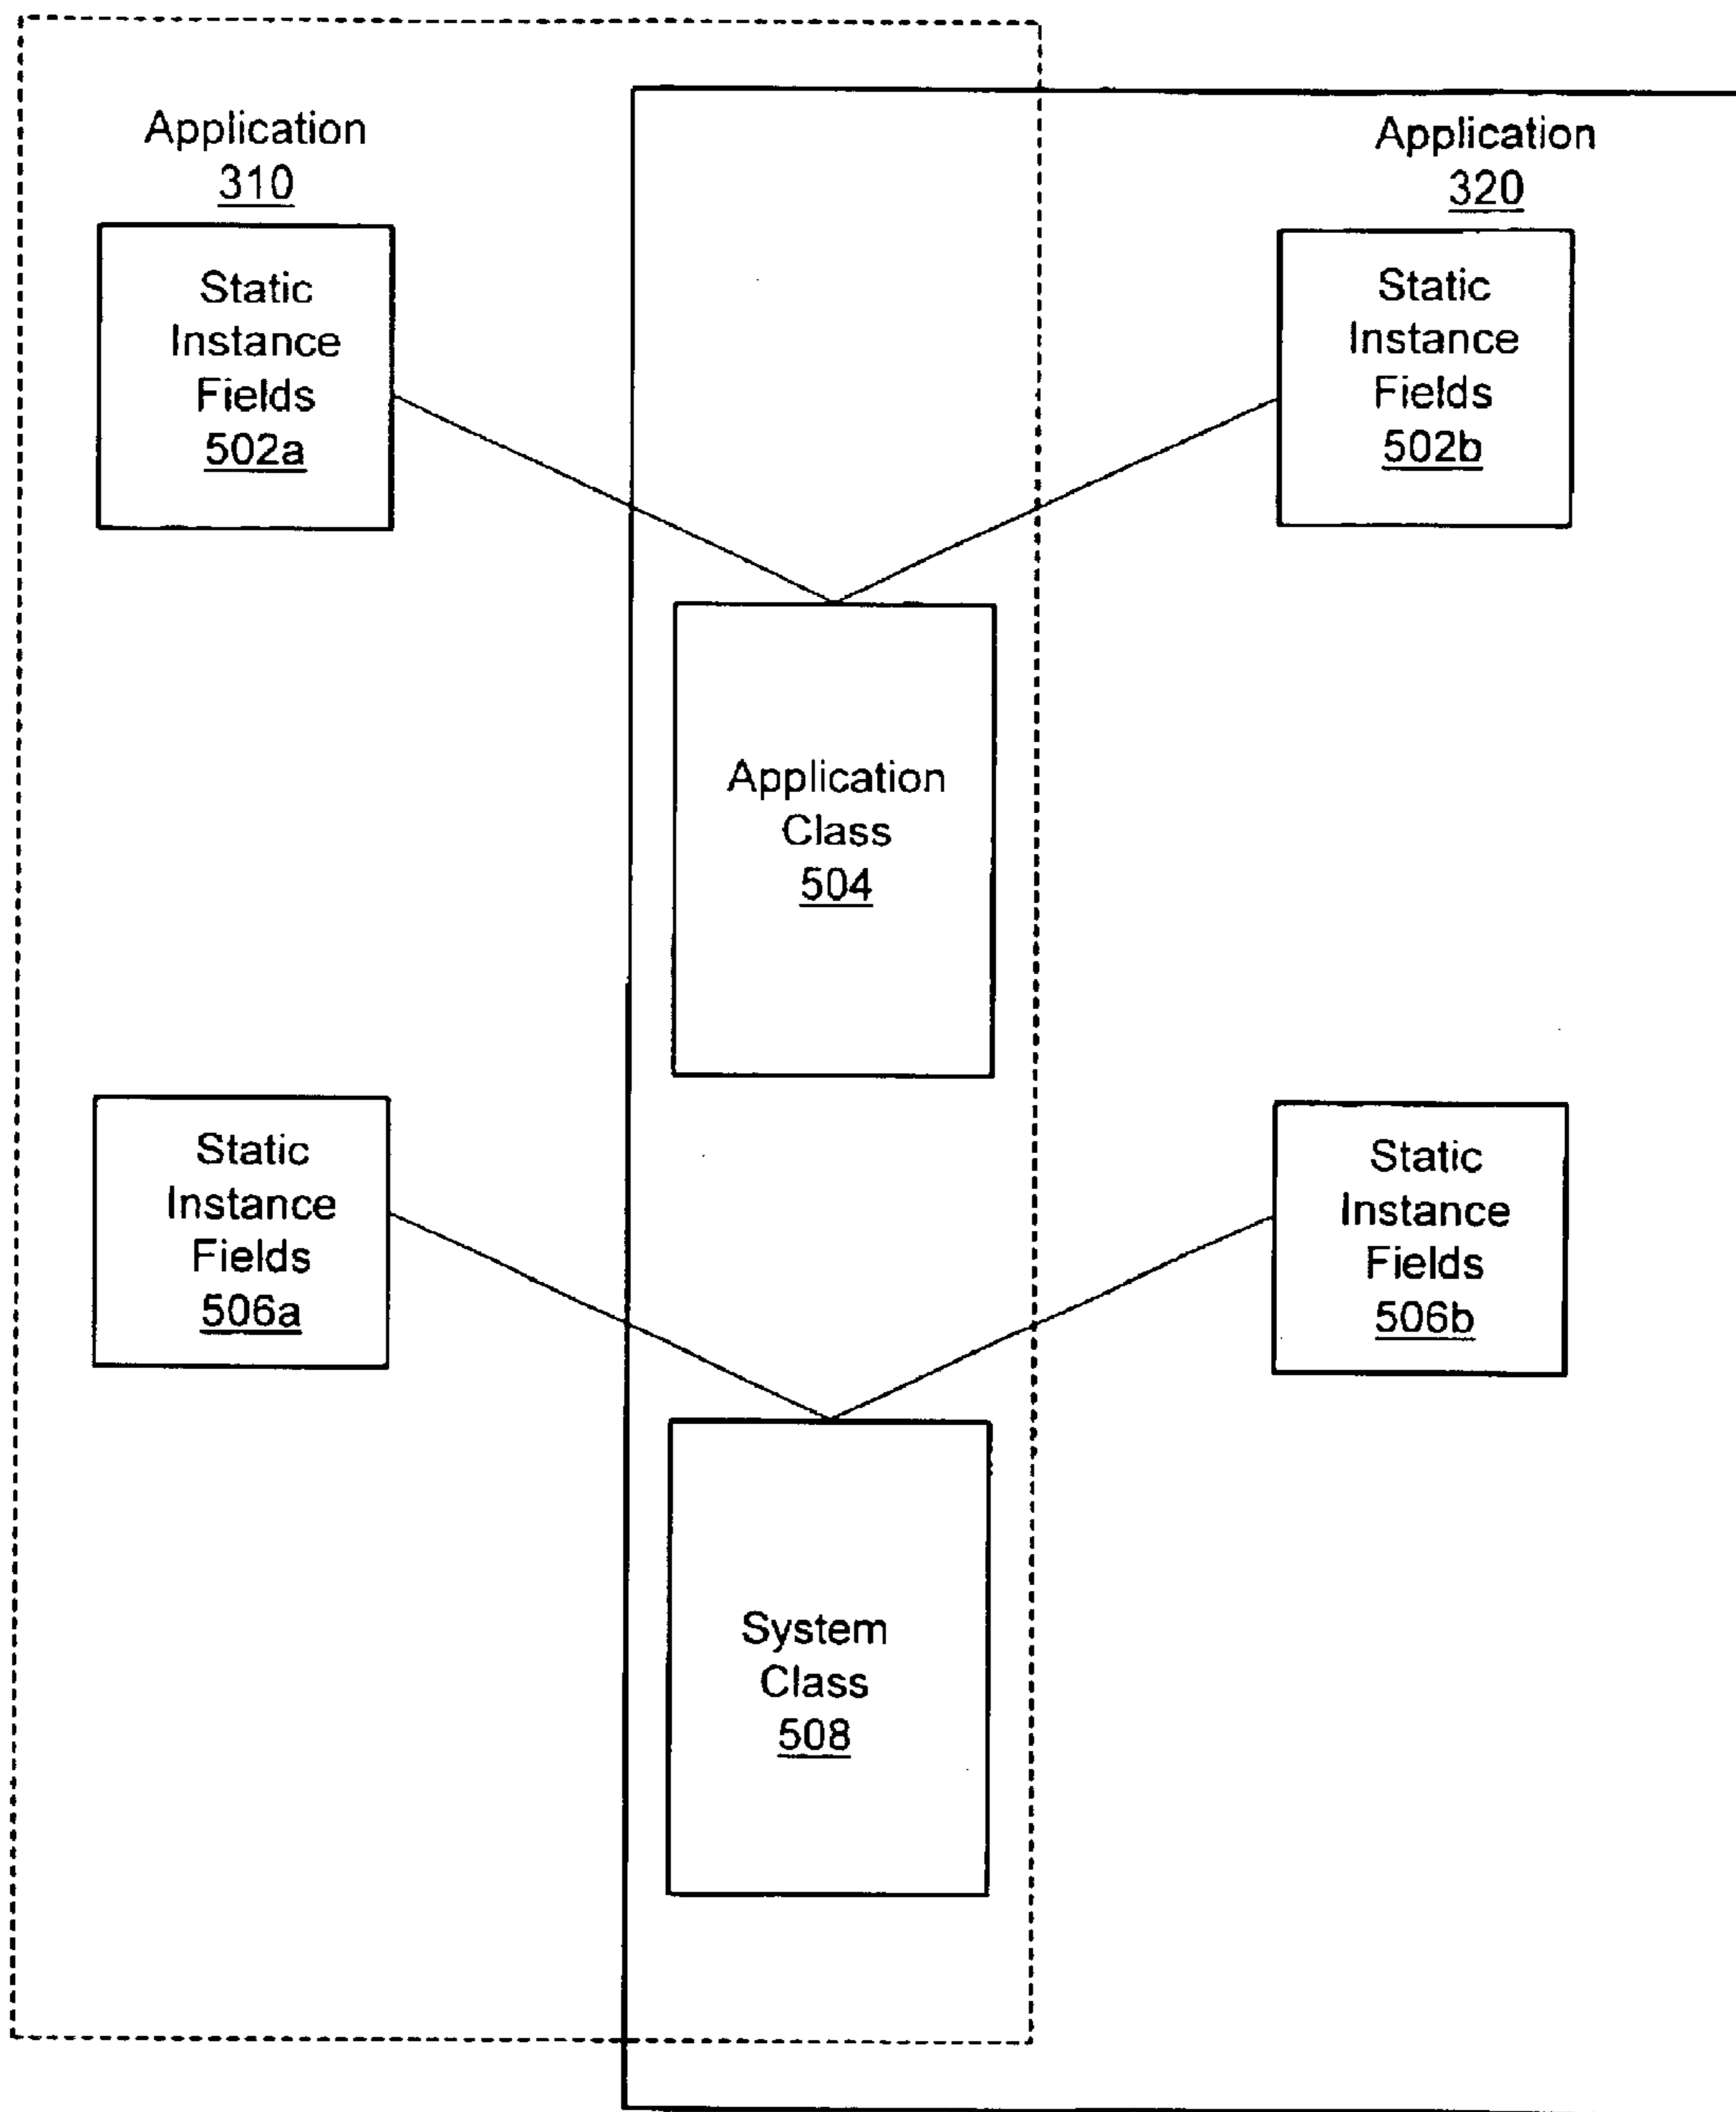 Application
310
Application
320
Static
Instance
Fields
502a
Static
Instance
Fields
502b
Application
Class
504
Static
Instance
Fields
506a
Static
Instance
Fields
506b
System
Class
508